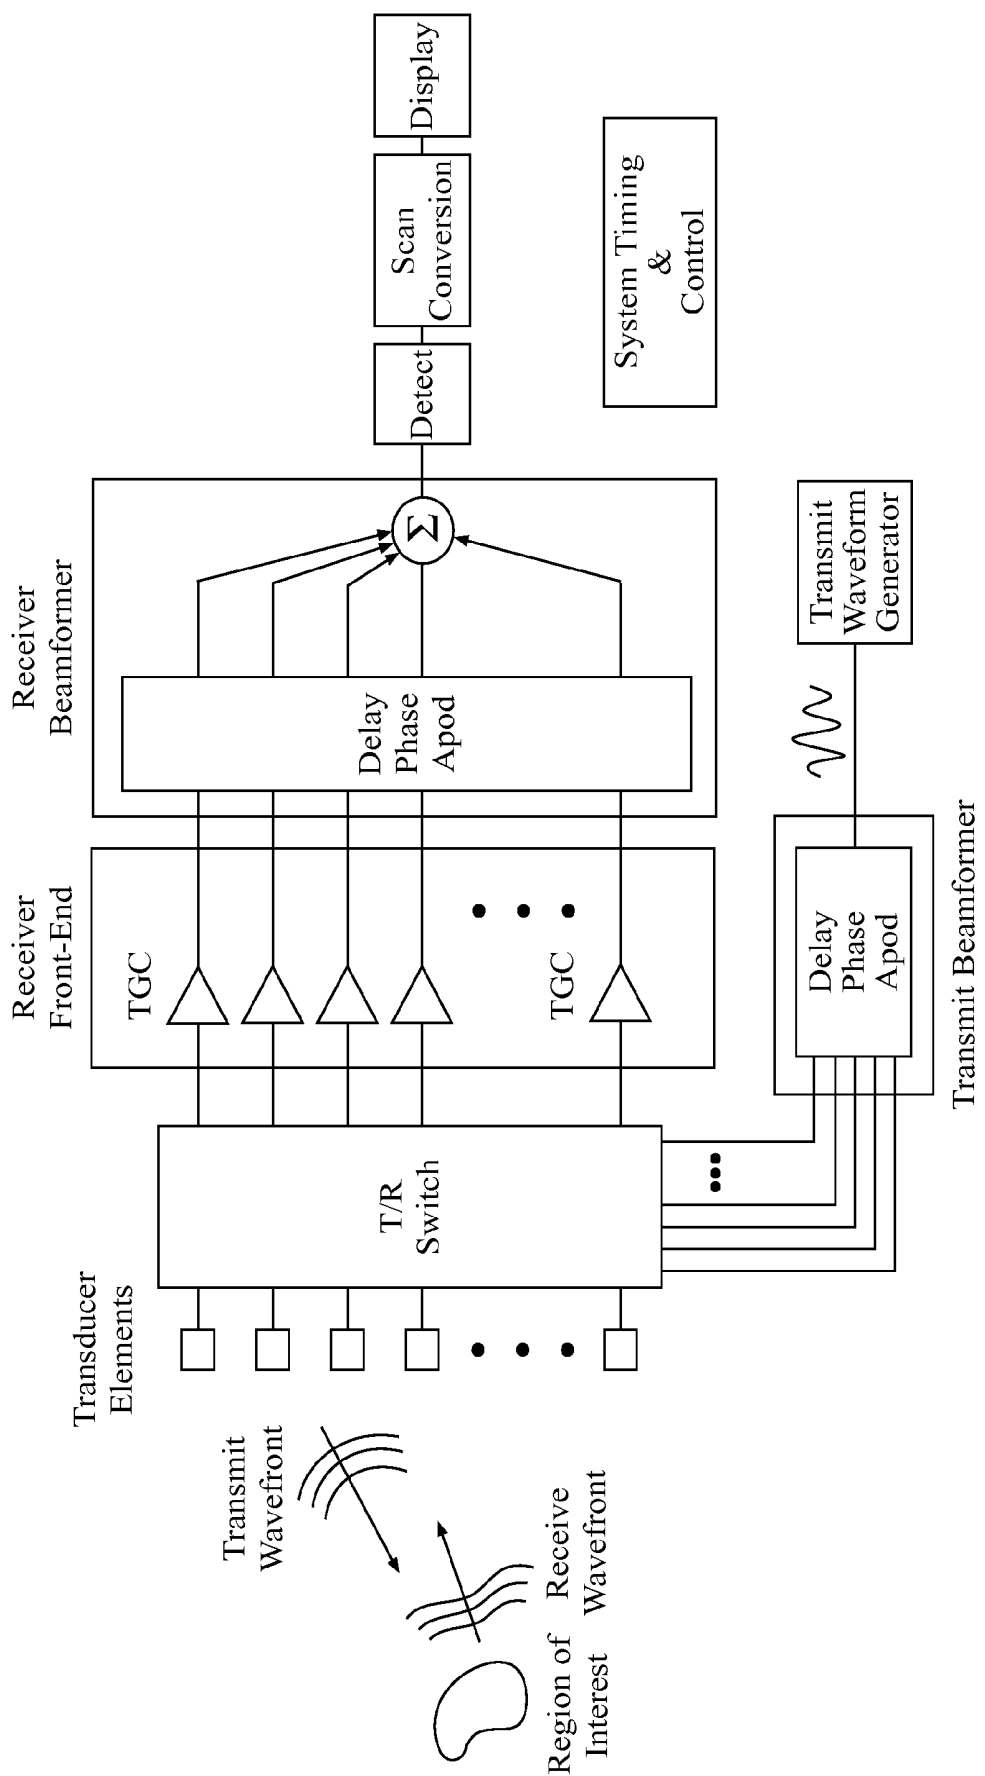 Transducer
Elements
Receiver
Front-End
Receiver
Beamformer
Transmit
Wavefront
Receive
Wavefront
Region of
Interest
T/R
Switch
TGC
TGC
Delay
Phase
Apod
Σ
Detect
Scan
Conversion
Display
System Timing
&
Control
Delay
Phase
Apod
Transmit Beamformer
Transmit
Waveform
Generator